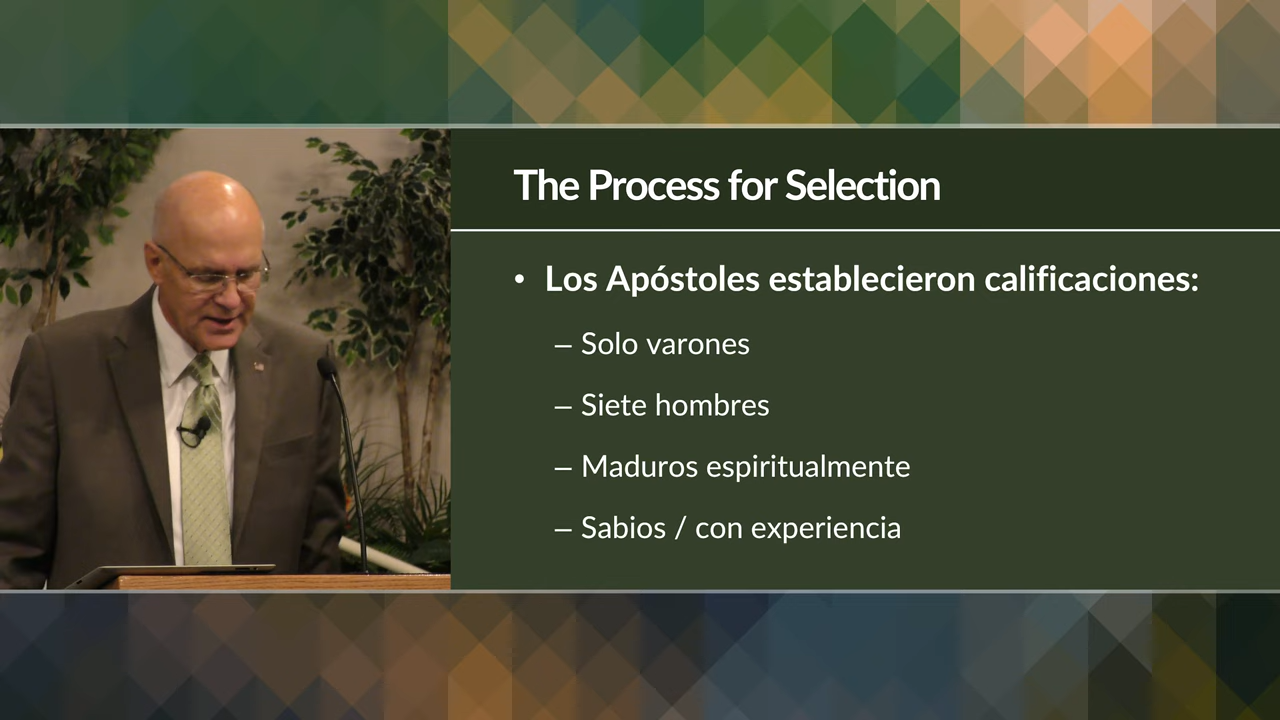 The Process for Selection
• Los Apóstoles establecieron calificaciones:
– Solo varones
– Siete hombres
– Maduros espiritualmente
– Sabios / con experiencia